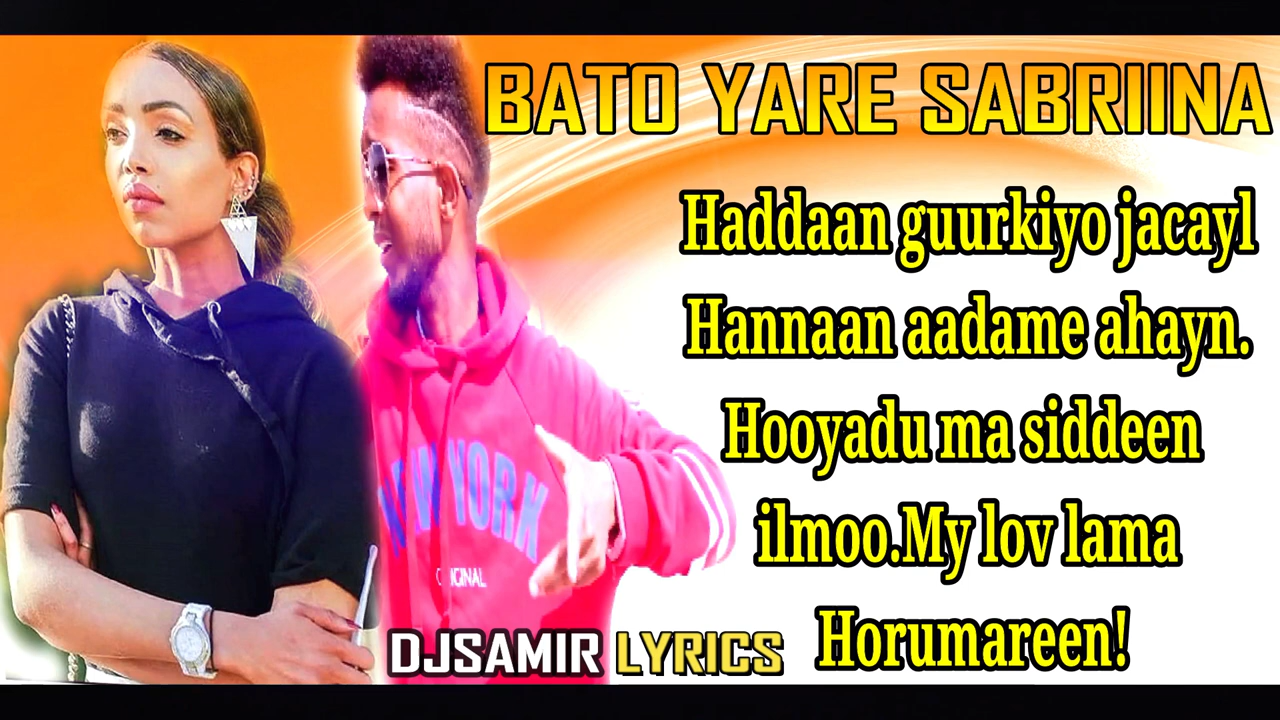 BATO YARE SABRIINA
Haddaan guurkiyo jacayl
Hannaan aadame ahayn.
Hooyadu ma siddeen
ilmoo.My lov lama
Horumareen!
NEW YORK
DJSAMIR LYRICS